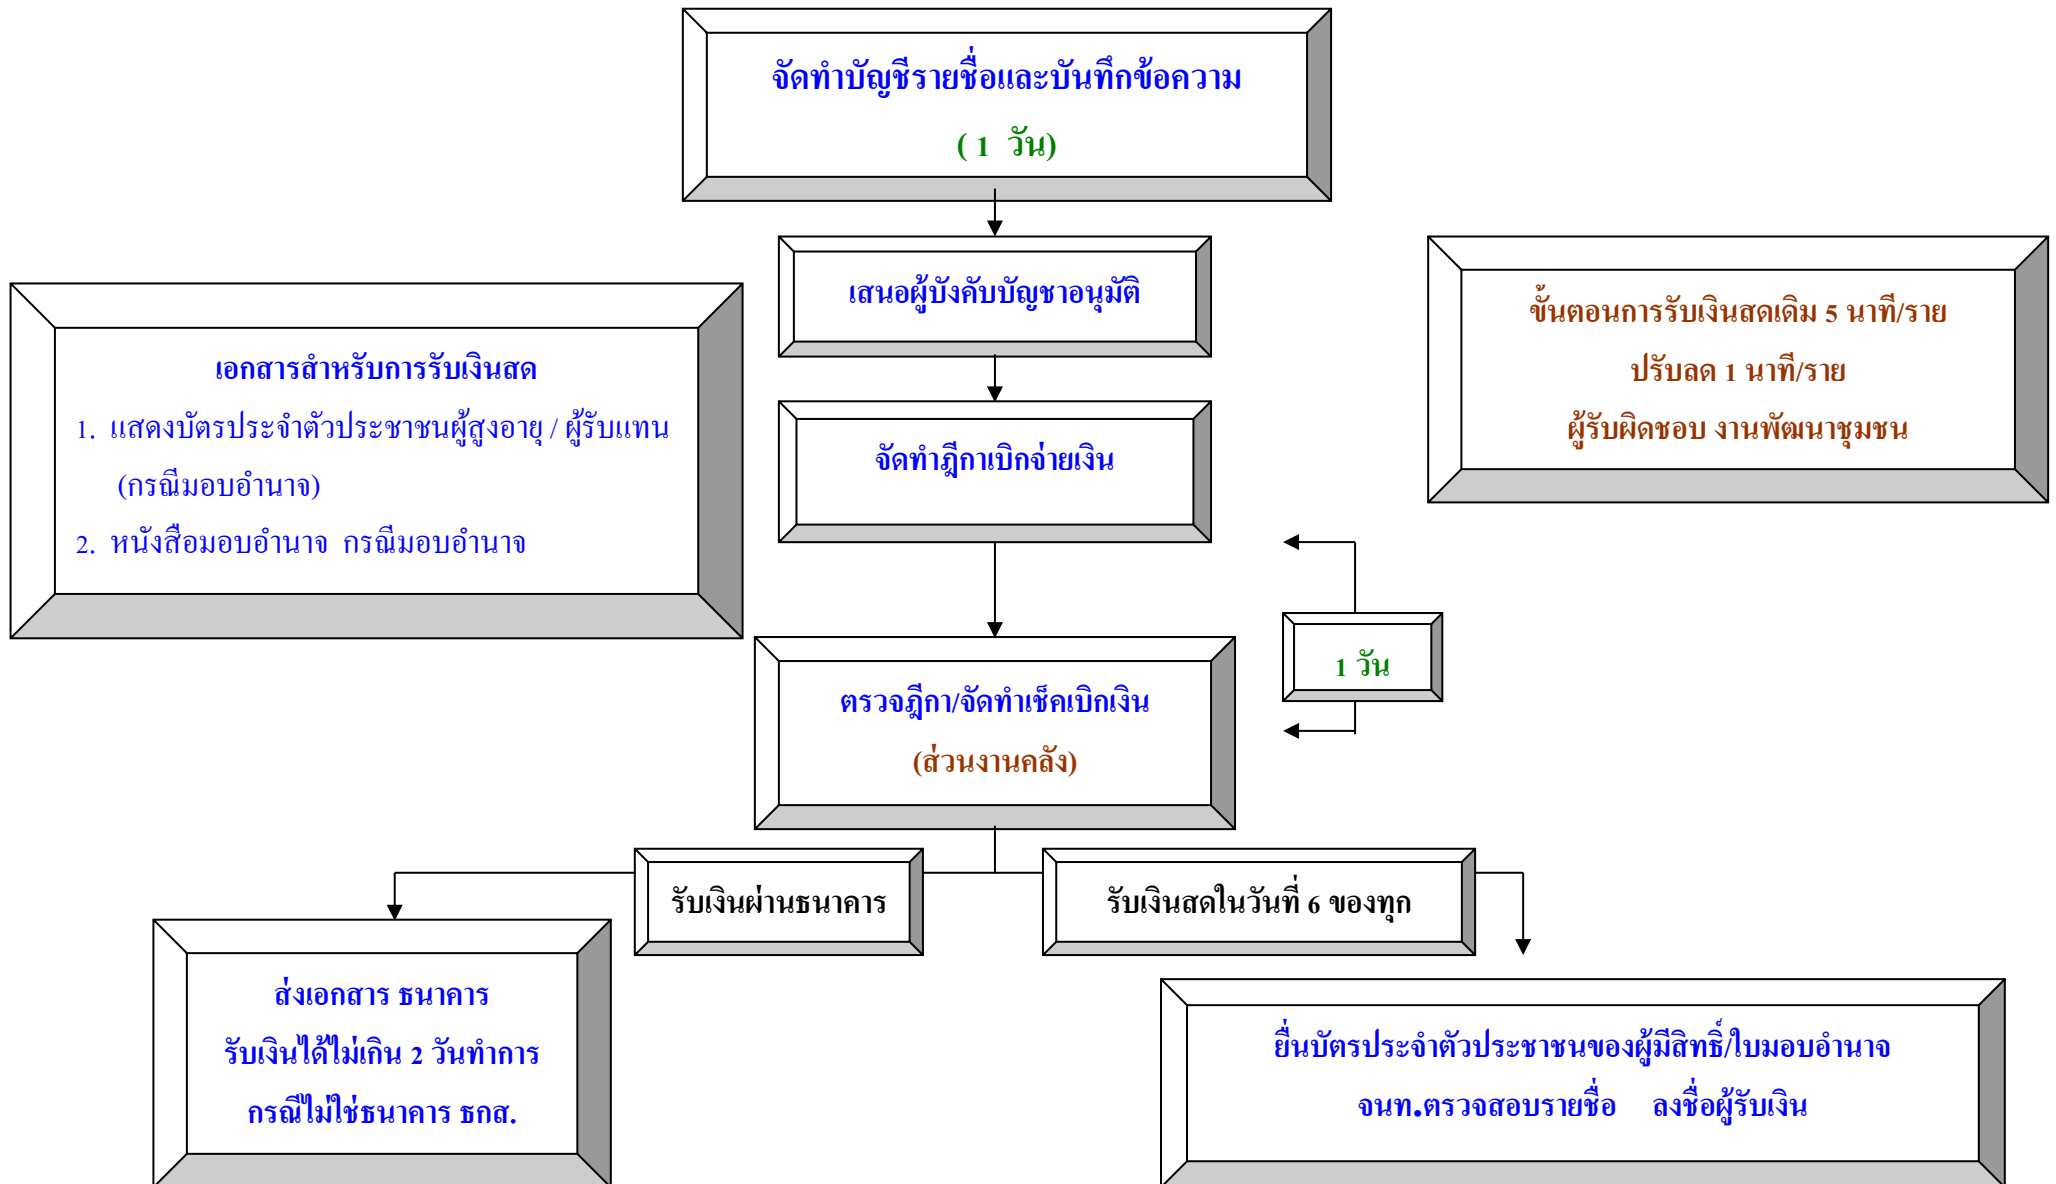 จัดทำบัญชีรายชื่อและบันทึกข้อความ
( 1 วัน)
เสนอผู้บังคับบัญชาอนุมัติ
ขั้นตอนการรับเงินสดเดิม 5 นาที/ราย
ปรับลด 1 นาที/ราย
ผู้รับผิดชอบ งานพัฒนาชุมชน
เอกสารสำหรับการรับเงินสด
1. แสดงบัตรประจำตัวประชาชนผู้สูงอายุ / ผู้รับแทน
(กรณีมอบอำนาจ)
2. หนังสือมอบอำนาจ กรณีมอบอำนาจ
จัดทำฎีกาเบิกจ่ายเงิน
1 วัน
ตรวจฎีกา/จัดทำเช็คเบิกเงิน
(ส่วนงานคลัง)
รับเงินผ่านธนาคาร
รับเงินสดในวันที่ 6 ของทุก
ส่งเอกสาร ธนาคาร
รับเงินได้ไม่เกิน 2 วันทำการ
กรณีไม่ใช่ธนาคาร ธกส.
ยื่นบัตรประจำตัวประชาชนของผู้มีสิทธิ์/ใบมอบอำนาจ
จนท.ตรวจสอบรายชื่อ ลงชื่อผู้รับเงิน